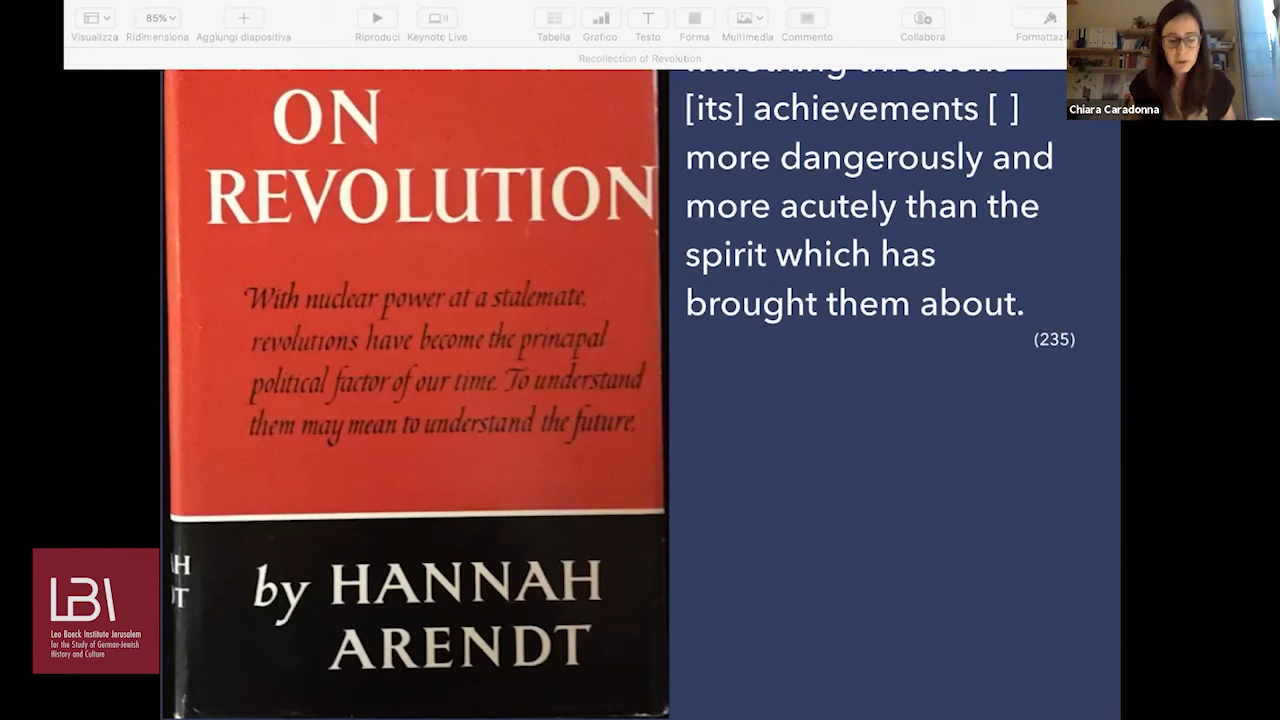 Visualizza
85%
Ridimensiona
Aggiungi diapositiva
Riproduci
Keynote Live
Tabella
Grafico
Testo
Forma
Multimedia
Commento
Collabora
Formattaz
Recollection of Revolution
Chiara Caradonna
ON
REVOLUTION
With nuclear power at a stalemate,
revolutions have become the principal
political factor of our time. To understand
them may mean to understand the future.
by HANNAH
ARENDT
AH
DT
[its] achievements [ ]
more dangerously and
more acutely than the
spirit which has
brought them about.
(235)
LBI
Leo Baeck Institute Jerusalem
for the Study of German-Jewish
History and Culture